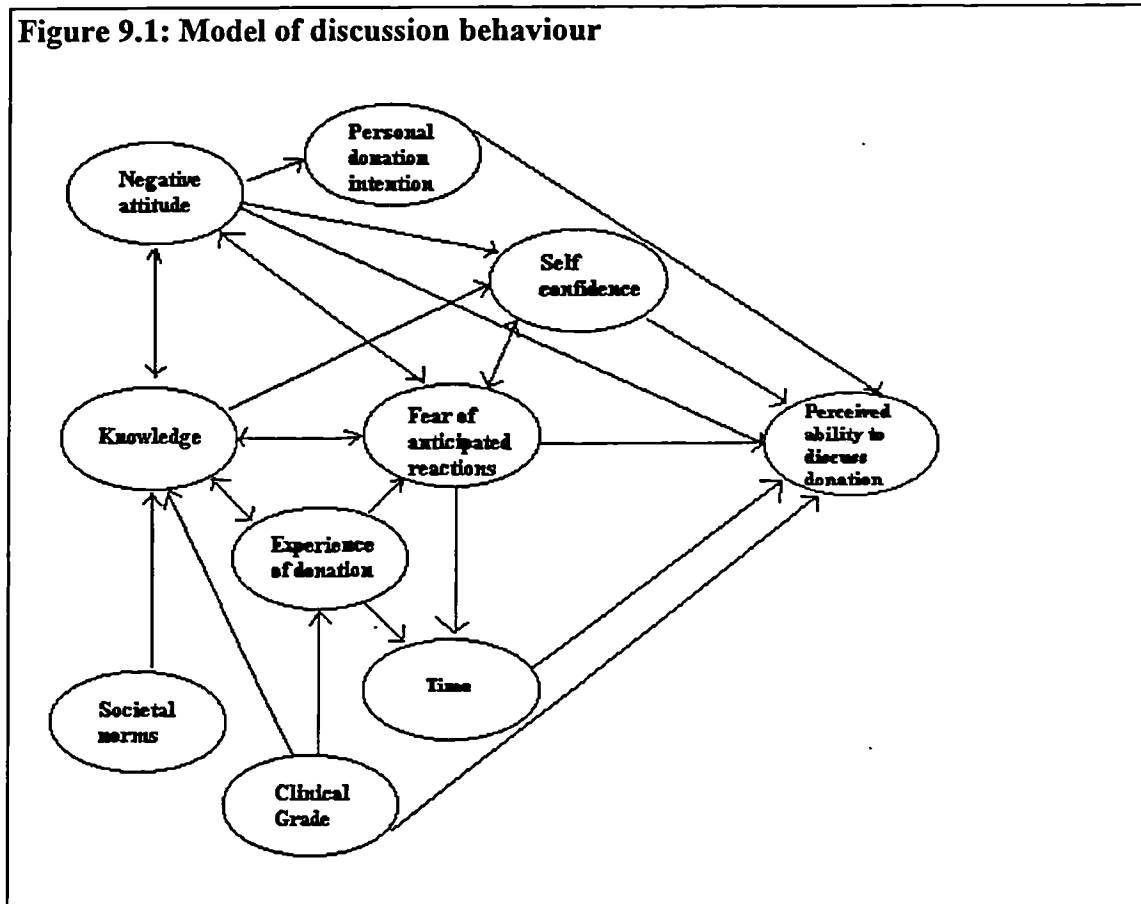 Figure 9.1: Model of discussion behaviour
Personal
donation
intention
Negative
attitude
Self
confidence
Perceived
ability to
discuss
donation
Knowledge
Fear of
anticipated
reactions
Experience
of donation
Time
Societal
norms
Clinical
Grade